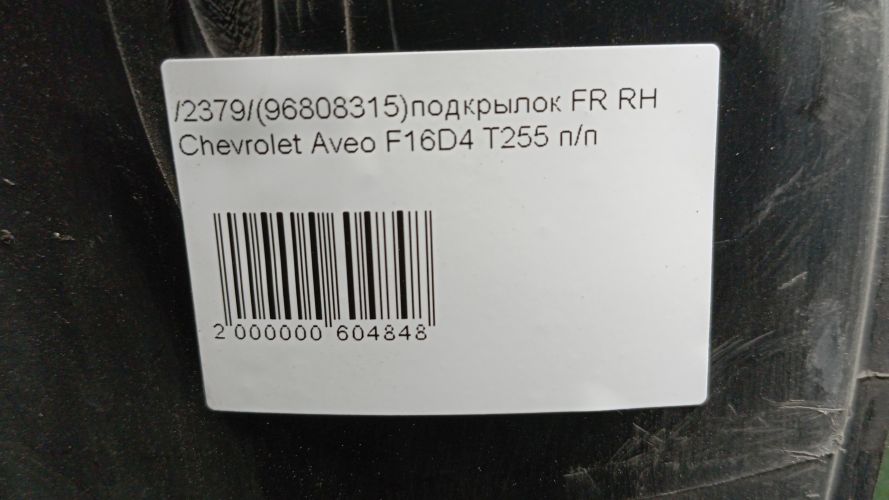 /2379/(96808315)подкрылок FR RH
Chevrolet Aveo F16D4 T255 п/п
2 000000 604848